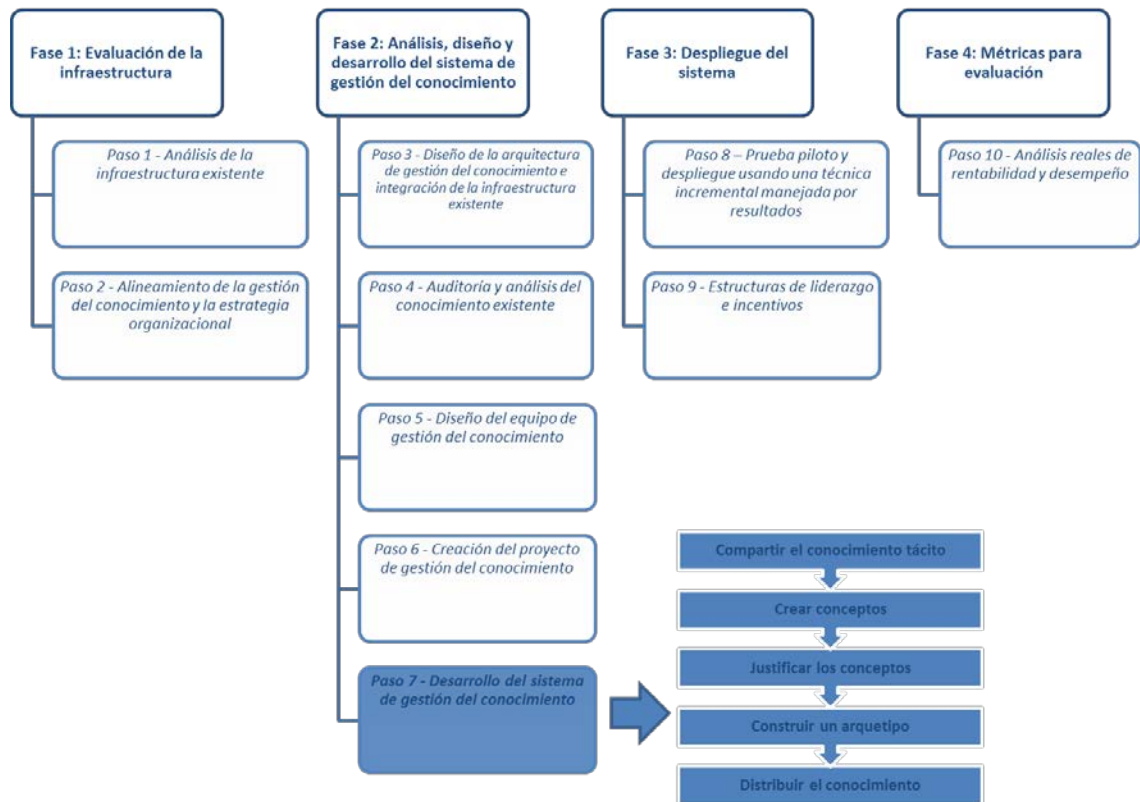 Fase 1: Evaluación de la
infraestructura
Paso 1 - Análisis de la
infraestructura existente
Paso 2 - Alineamiento de la gestión
del conocimiento y la estrategia
organizacional
Fase 2: Análisis, diseño y
desarrollo del sistema de
gestión del conocimiento
Paso 3 - Diseño de la arquitectura
de gestión del conocimiento e
integración de la infraestructura
existente
Paso 4 - Auditoría y análisis del
conocimiento existente
Paso 5 - Diseño del equipo de
gestión del conocimiento
Paso 6 - Creación del proyecto
de gestión del conocimiento
Paso 7 - Desarrollo del sistema
de gestión del conocimiento
Compartir el conocimiento tácito
Crear conceptos
Justificar los conceptos
Construir un arquetipo
Distribuir el conocimiento
Fase 3: Despliegue del
sistema
Paso 8 – Prueba piloto y
despliegue usando una técnica
incremental manejada por
resultados
Paso 9 - Estructuras de liderazgo
e incentivos
Fase 4: Métricas para
evaluación
Paso 10 - Análisis reales de
rentabilidad y desempeño